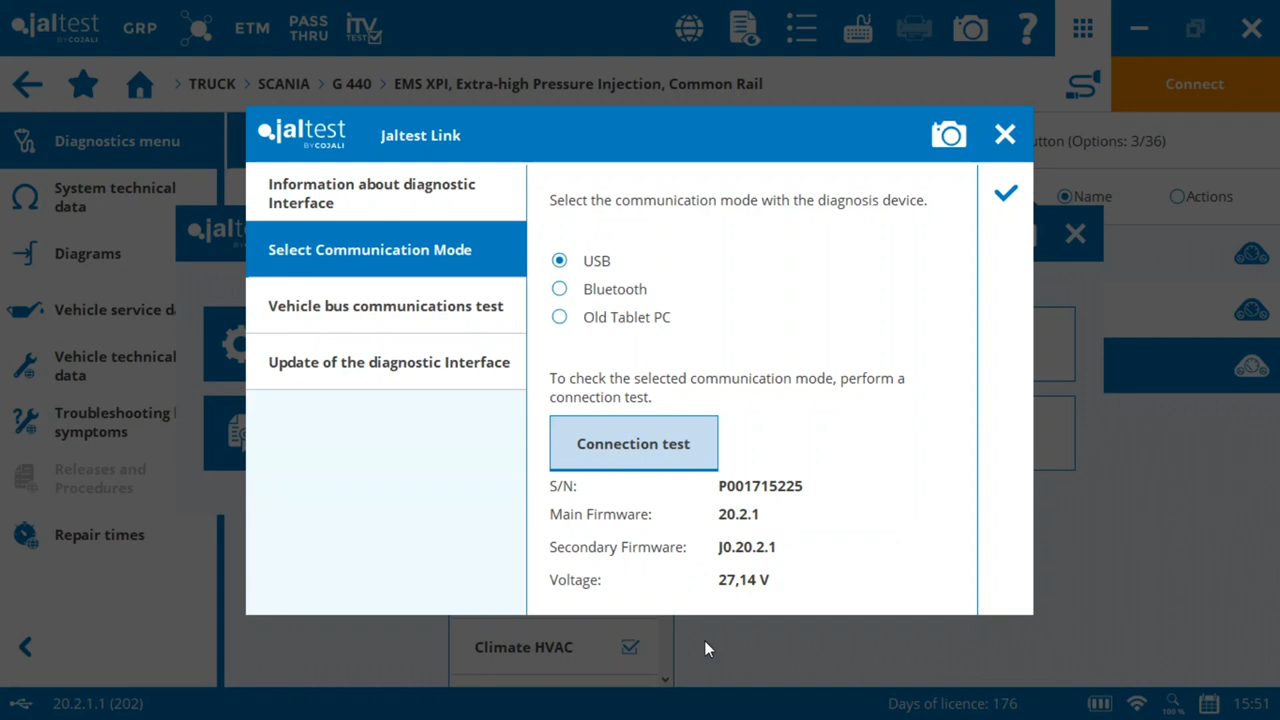 jaltest
BY COJALI
GRP
ETM
PASS
THRU
ITV
TEST
?
TRUCK > SCANIA > G 440 > EMS XPI, Extra-high Pressure Injection, Common Rail
Connect
Diagnostics menu
utton (Options: 3/36)
System technical
data
Name
Actions
Diagrams
Vehicle service d
Vehicle technical
data
Troubleshooting
symptoms
Releases and
Procedures
Repair times
jal
jaltest
BY COJALI
Jaltest Link
Information about diagnostic
Interface
Select Communication Mode
Vehicle bus communications test
Update of the diagnostic Interface
Select the communication mode with the diagnosis device.
USB
Bluetooth
Old Tablet PC
To check the selected communication mode, perform a
connection test.
Connection test
S/N: P001715225
Main Firmware: 20.2.1
Secondary Firmware: J0.20.2.1
Voltage: 27,14 V
Climate HVAC
20.2.1.1 (202)
Days of licence: 176
100 %
15:51